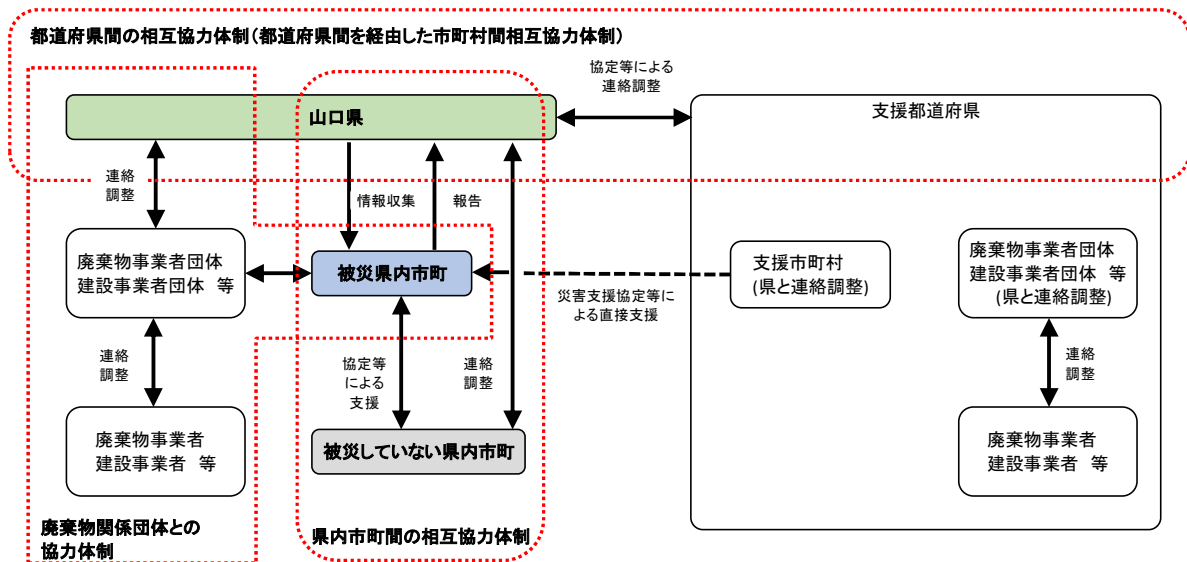 都道府県間の相互協力体制(都道府県間を経由した市町村間相互協力体制)
協定等による
連絡調整
山口県
支援都道府県
連絡
調整
情報収集
報告
廃棄物事業者団体
建設事業者団体 等
被災県内市町
支援市町村
(県と連絡調整)
廃棄物事業者団体
建設事業者団体 等
(県と連絡調整)
災害支援協定等に
よる直接支援
連絡
調整
協定等
による
支援
連絡
調整
連絡
調整
廃棄物事業者
建設事業者 等
被災していない県内市町
廃棄物事業者
建設事業者 等
廃棄物関係団体との
協力体制
県内市町間の相互協力体制